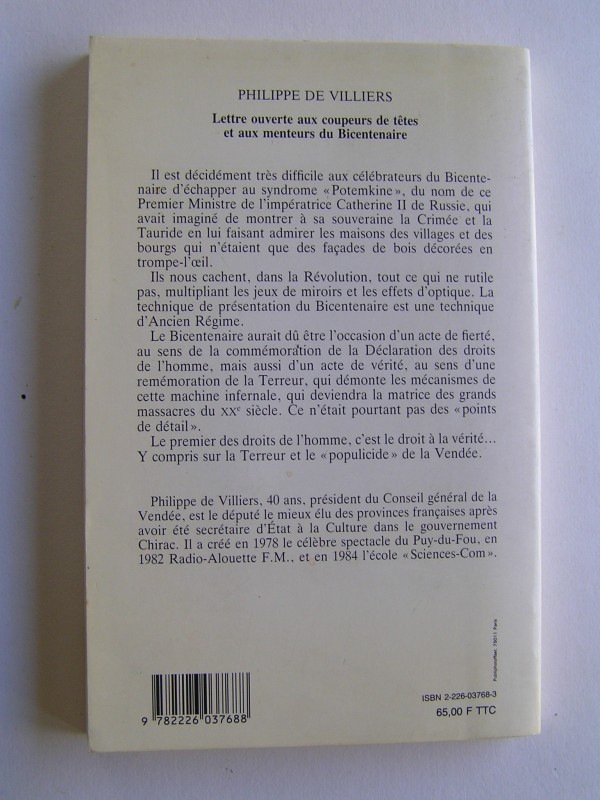 PHILIPPE DE VILLIERS
Lettre ouverte aux coupeurs de têtes
et aux menteurs du Bicentenaire
Il est décidément très difficile aux célébrateurs du Bicente-
naire d'échapper au syndrome «Potemkine», du nom de ce
Premier Ministre de l'impératrice Catherine II de Russie, qui
avait imaginé de montrer à sa souveraine la Crimée et la
Tauride en lui faisant admirer les maisons des villages et des
bourgs qui n'étaient que des façades de bois décorées en
trompe-l'œil.
Ils nous cachent, dans la Révolution, tout ce qui ne rutile
pas, multipliant les jeux de miroirs et les effets d'optique. La
technique de présentation du Bicentenaire est une technique
d'Ancien Régime.
Le Bicentenaire aurait dû être l'occasion d'un acte de fierté,
au sens de la commémoration de la Déclaration des droits
de l'homme, mais aussi d'un acte de vérité, au sens d'une
remémoration de la Terreur, qui démonte les mécanismes de
cette machine infernale, qui deviendra la matrice des grands
massacres du XXe siècle. Ce n'était pourtant pas des «points
de détail».
Le premier des droits de l'homme, c'est le droit à la vérité...
Y compris sur la Terreur et le «populicide» de la Vendée.
Philippe de Villiers, 40 ans, président du Conseil général de la
Vendée, est le député le mieux élu des provinces françaises après
avoir été secrétaire d'État à la Culture dans le gouvernement
Chirac. Il a créé en 1978 le célèbre spectacle du Puy-du-Fou, en
1982 Radio-Alouette F.M., et en 1984 l'école «Sciences-Com».
ISBN 2-226-03768-3
65,00 F TTC
9 782226 037688